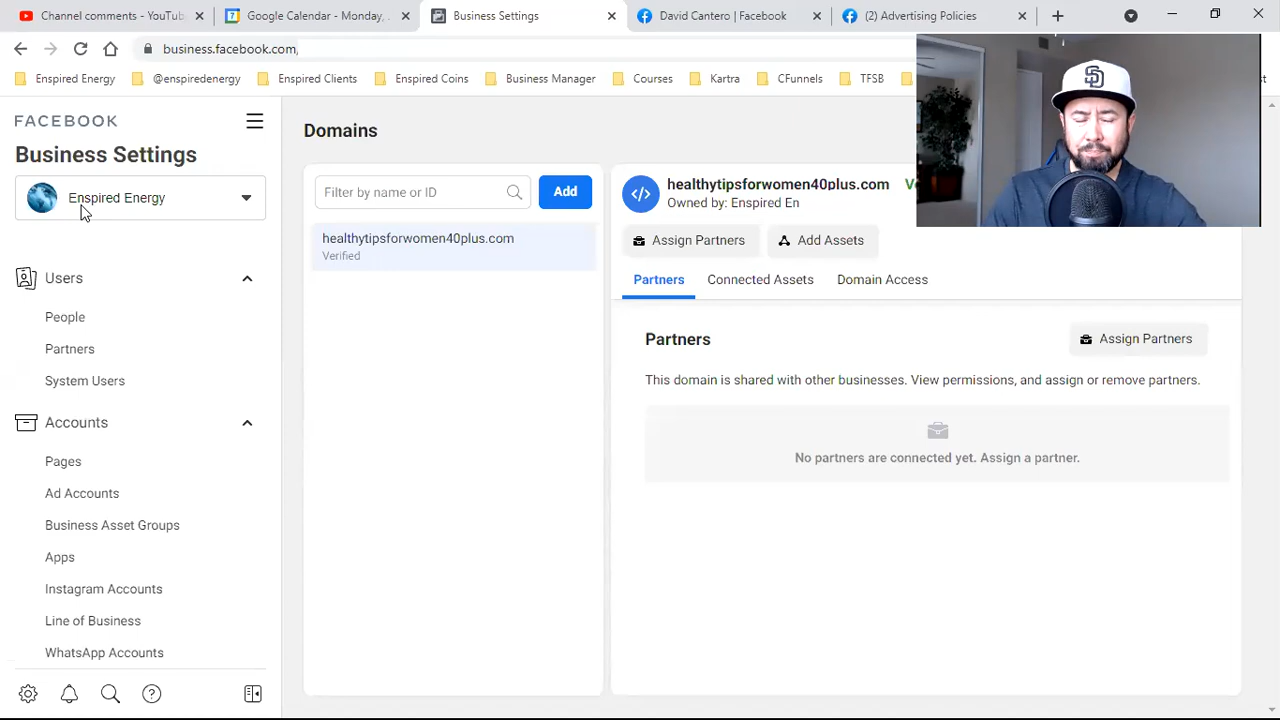 Channel comments - YouTub
Google Calendar - Monday,
Business Settings
David Cantero | Facebook
(2) Advertising Policies
business.facebook.com
Enspired Energy
@enspiredenergy
Enspired Clients
Enspired Coins
Business Manager
Courses
Kartra
CFunnels
TFSB
FACEBOOK
Business Settings
Enspired Energy
Users
People
Partners
System Users
Accounts
Pages
Ad Accounts
Business Asset Groups
Apps
Instagram Accounts
Line of Business
WhatsApp Accounts
Domains
Filter by name or ID
Add
healthytipsforwomen40plus.com
Verified
healthytipsforwomen40plus.com
Owned by: Enspired En
Assign Partners
Add Assets
Partners
Connected Assets
Domain Access
Partners
Assign Partners
This domain is shared with other businesses. View permissions, and assign or remove partners.
No partners are connected yet. Assign a partner.
SD